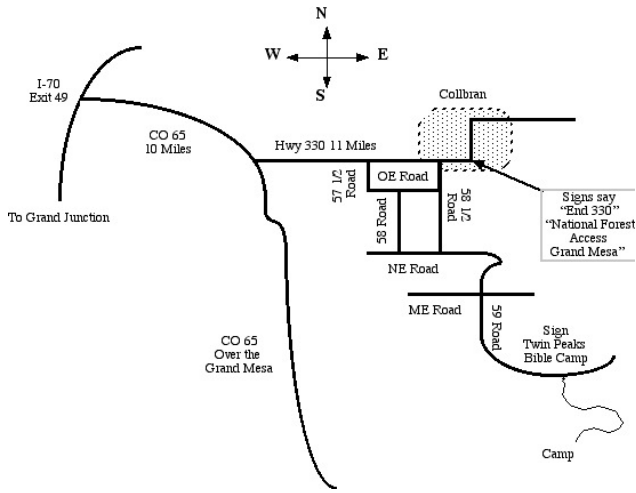 N
W
E
S
I-70
Exit 49
Collbran
CO 65
10 Miles
Hwy 330 11 Miles
57 1/2
Road
OE Road
58 Road
58 1/2
Road
Signs say
“End 330”
“National Forest
Access
Grand Mesa”
To Grand Junction
NE Road
ME Road
59 Road
CO 65
Over the
Grand Mesa
Sign
Twin Peaks
Bible Camp
Camp